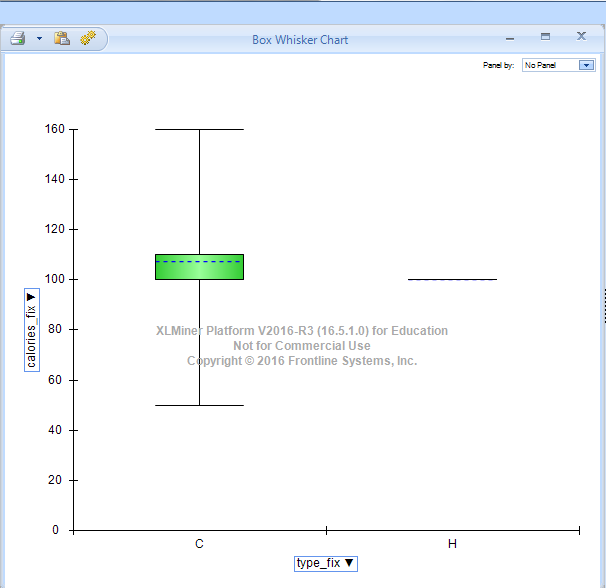 Box Whisker Chart
Panel by: No Panel
160
140
120
100
80
60
40
20
0
calories_fix ▼
XLMiner Platform V2016-R3 (16.5.1.0) for Education
Not for Commercial Use
Copyright © 2016 Frontline Systems, Inc.
C H
type_fix ▼